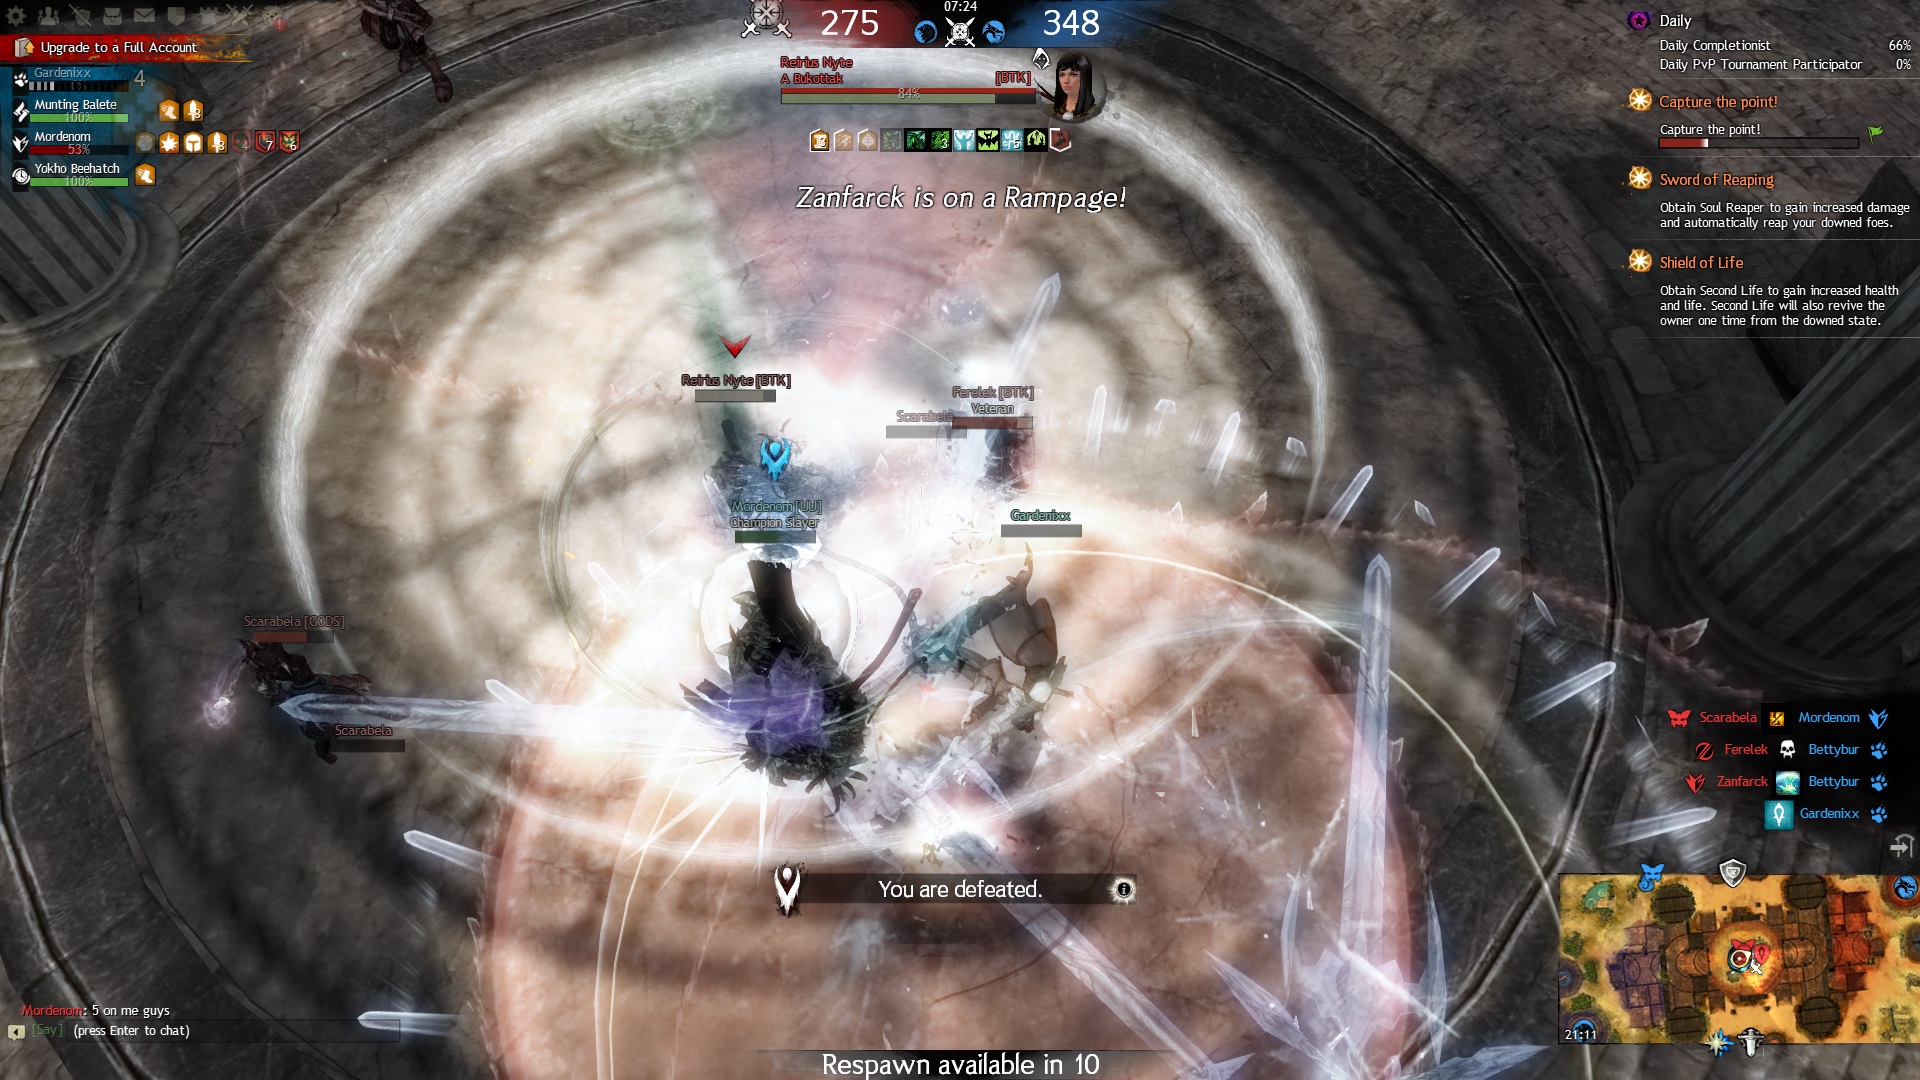 275
07:24
348
Upgrade to a Full Account
Gardenixx
4
Munting Balete
100%
Mordenom
53%
Yokho Beehatch
100%
Reirius Nyte
A Bukottak
[BTK]
84%
Zanfarck is on a Rampage!
Daily
Daily Completionist 66%
Daily PvP Tournament Participator 0%
Capture the point!
Capture the point!
Sword of Reaping
Obtain Soul Reaper to gain increased damage
and automatically reap your downed foes.
Shield of Life
Obtain Second Life to gain increased health
and life. Second Life will also revive the
owner one time from the downed state.
Reirius Nyte [BTK]
Ferelek [BTK]
Veteran
Scarabela
Mordenom [UU]
Champion Slayer
Gardenixx
Scarabela [GODS]
Scarabela
Scarabela Mordenom
Ferelek Bettybur
Zanfarck Bettybur
Gardenixx
You are defeated.
Mordenom: 5 on me guys
[Say] (press Enter to chat)
21:11
Respawn available in 10